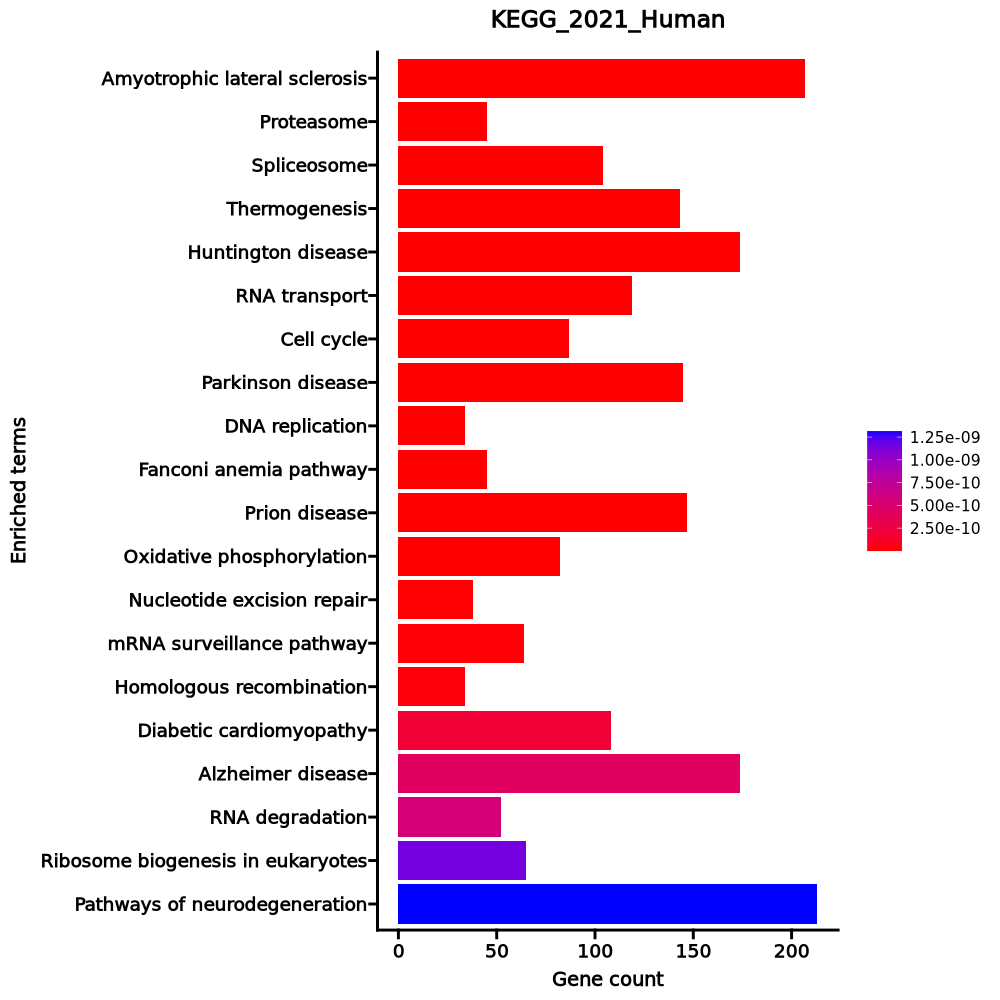 KEGG_2021_Human
Amyotrophic lateral sclerosis
Proteasome
Spliceosome
Thermogenesis
Huntington disease
RNA transport
Cell cycle
Parkinson disease
DNA replication
Fanconi anemia pathway
Prion disease
Oxidative phosphorylation
Nucleotide excision repair
mRNA surveillance pathway
Homologous recombination
Diabetic cardiomyopathy
Alzheimer disease
RNA degradation
Ribosome biogenesis in eukaryotes
Pathways of neurodegeneration
Enriched terms
0 50 100 150 200
Gene count
1.25e-09
1.00e-09
7.50e-10
5.00e-10
2.50e-10